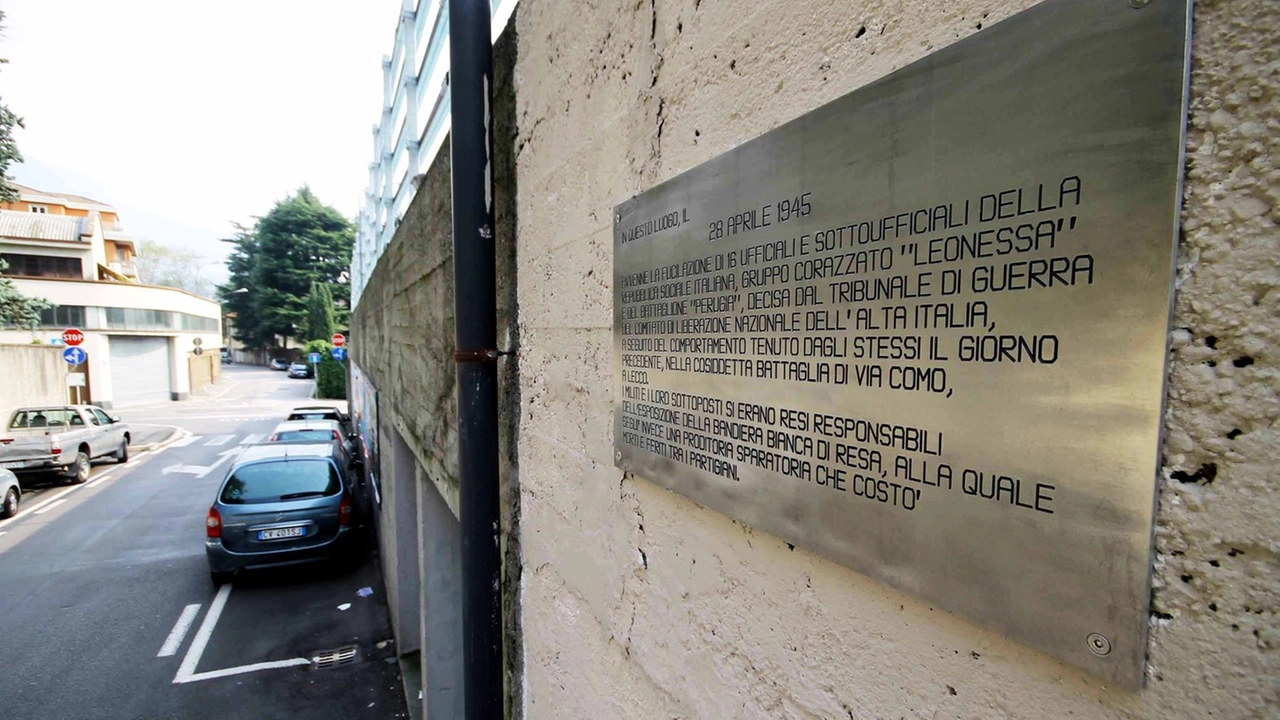 IN QUESTO LUOGO, IL 28 APRILE 1945
AVVENNE LA FUCILAZIONE DI 16 UFFICIALI E SOTTOUFFICIALI DELLA
REPUBBLICA SOCIALE ITALIANA, GRUPPO CORAZZATO "LEONESSA"
E DEL BATTAGLIONE "PERUGIA", DECISA DAL TRIBUNALE DI GUERRA
DEL COMITATO DI LIBERAZIONE NAZIONALE DELL'ALTA ITALIA,
A SEGUITO DEL COMPORTAMENTO TENUTO DAGLI STESSI IL GIORNO
PRECEDENTE, NELLA COSIDDETTA BATTAGLIA DI VIA COMO,
A LECCO.
I MILITI E I LORO SOTTOPOSTI SI ERANO RESI RESPONSABILI
DELL'ESPOSIZIONE DELLA BANDIERA BIANCA DI RESA, ALLA QUALE
SEGUI' INVECE UNA PRODITORIA SPARATORIA CHE COSTO'
MORTI E FERITI TRA I PARTIGIANI.
STOP
CV 401SJ